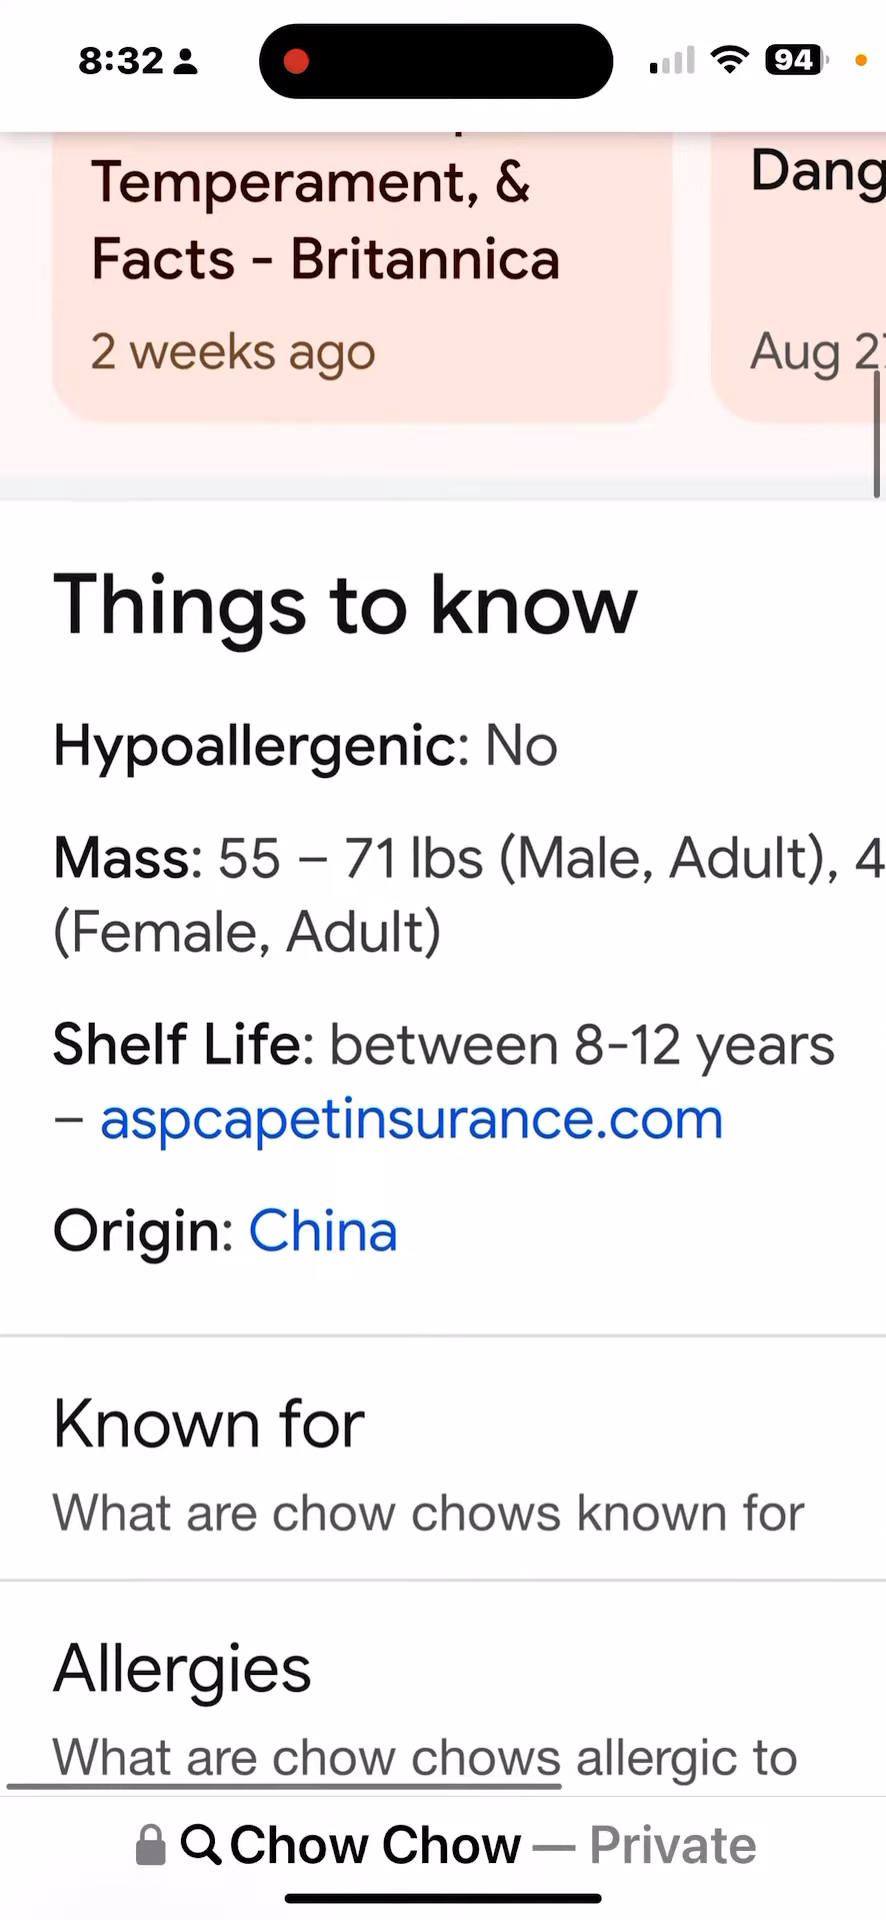 8:32
94
Temperament, &
Dang
Facts - Britannica
2 weeks ago
Aug 2
Things to know
Hypoallergenic: No
Mass: 55 – 71 lbs (Male, Adult), 4
(Female, Adult)
Shelf Life: between 8-12 years
– aspcapetinsurance.com
Origin: China
Known for
What are chow chows known for
Allergies
What are chow chows allergic to
Chow Chow — Private